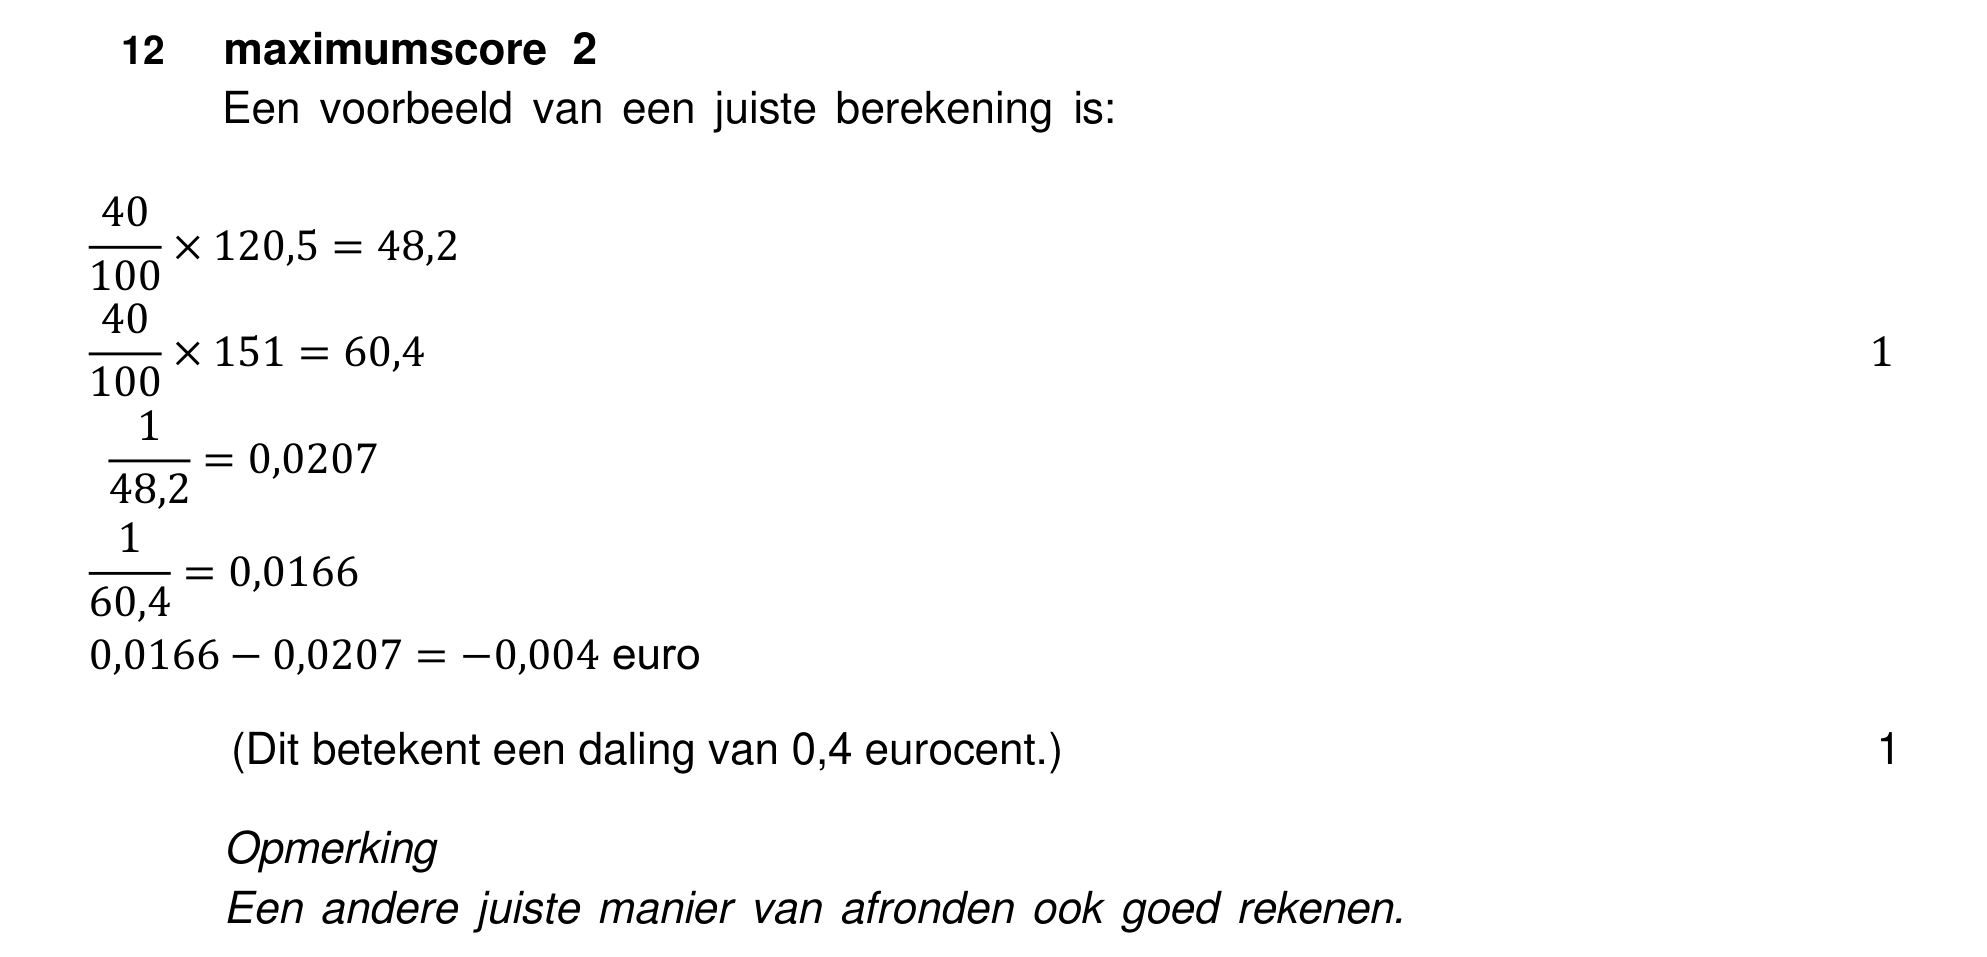 12 maximumscore 2
Een voorbeeld van een juiste berekening is:
40/100 × 120,5 = 48,2
40/100 × 151 = 60,4 1
1/48,2 = 0,0207
1/60,4 = 0,0166
0,0166 − 0,0207 = −0,004 euro
(Dit betekent een daling van 0,4 eurocent.) 1
Opmerking
Een andere juiste manier van afronden ook goed rekenen.